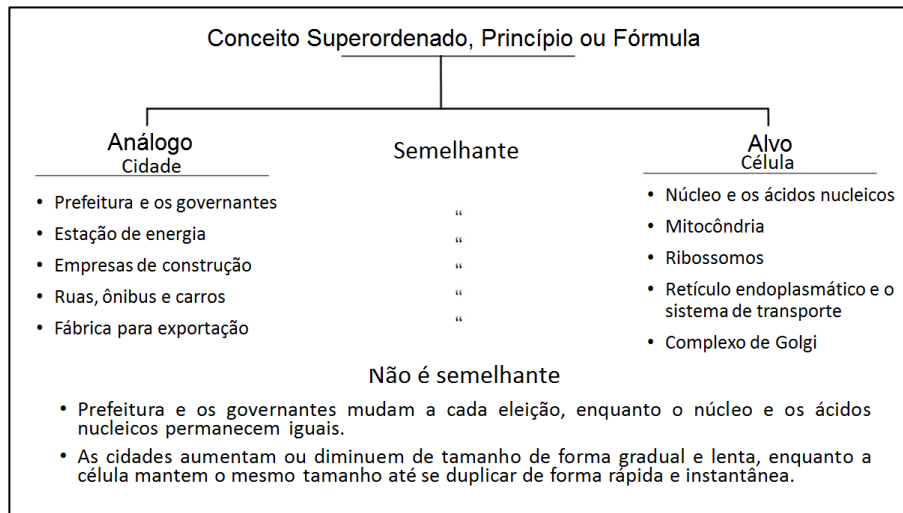 Conceito Superordenado, Princípio ou Fórmula
Análogo
Cidade
Semelhante
Alvo
Célula
• Prefeitura e os governantes
“
• Núcleo e os ácidos nucleicos
• Estação de energia
“
• Mitocôndria
• Empresas de construção
“
• Ribossomos
• Ruas, ônibus e carros
“
• Retículo endoplasmático e o
sistema de transporte
• Fábrica para exportação
“
• Complexo de Golgi
Não é semelhante
• Prefeitura e os governantes mudam a cada eleição, enquanto o núcleo e os ácidos
nucleicos permanecem iguais.
• As cidades aumentam ou diminuem de tamanho de forma gradual e lenta, enquanto a
célula mantem o mesmo tamanho até se duplicar de forma rápida e instantânea.